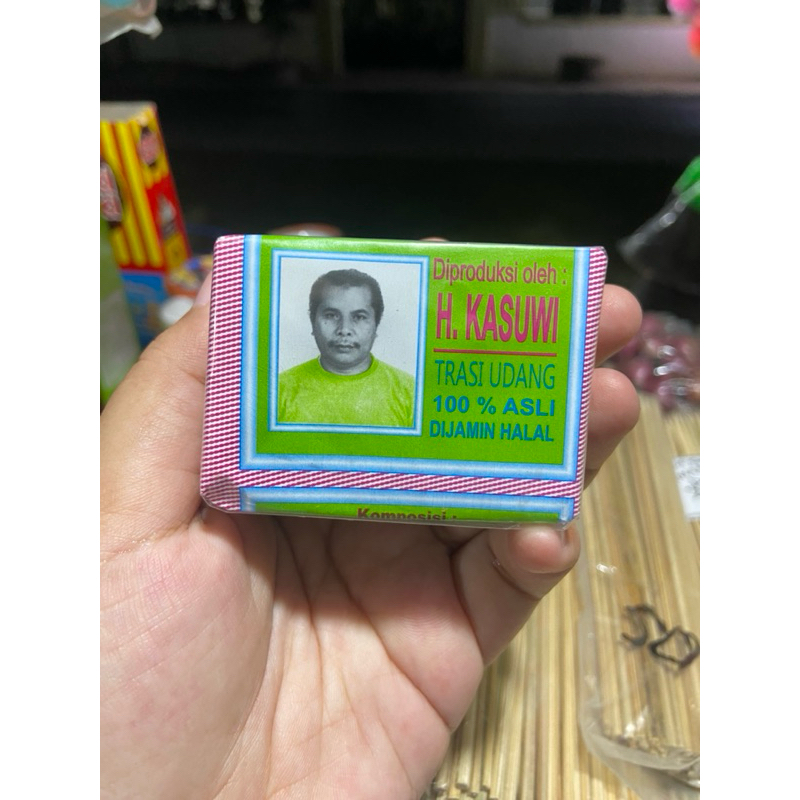 Diproduksi oleh :
H. KASUWI
TRASI UDANG
100 % ASLI
DIJAMIN HALAL
Komposisi :